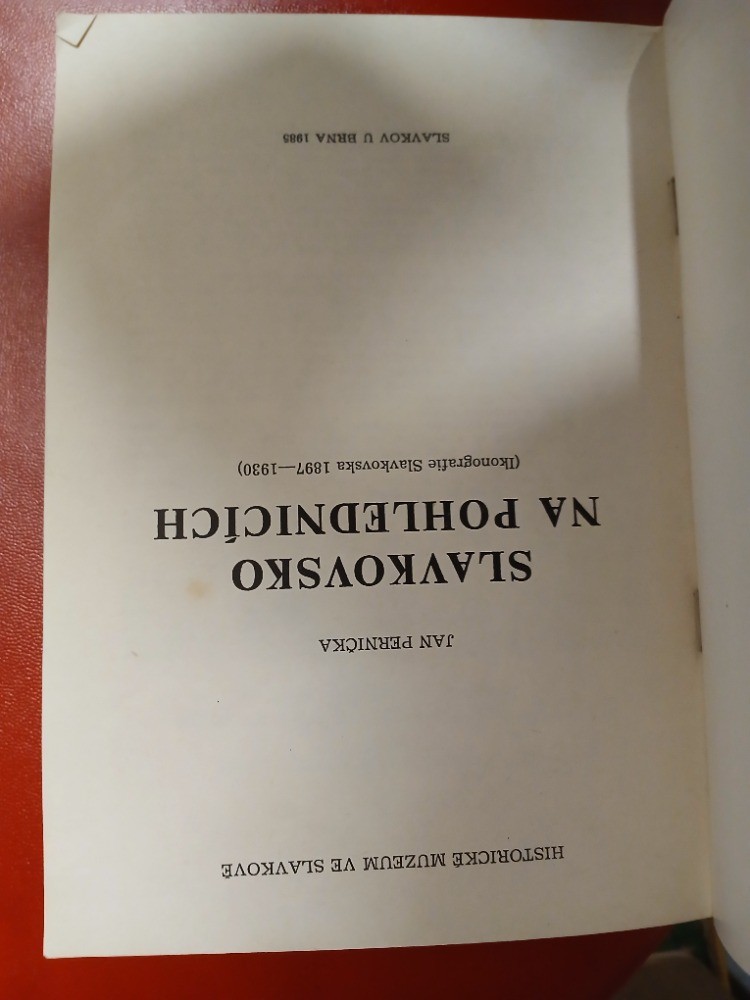 HISTORICKÉ MUZEUM VE SLAVKOVĚ
JAN PERNIČKA
SLAVKOVSKO
NA POHLEDNICÍCH
(Ikonografie Slavkovska 1897—1930)
SLAVKOV U BRNA 1985